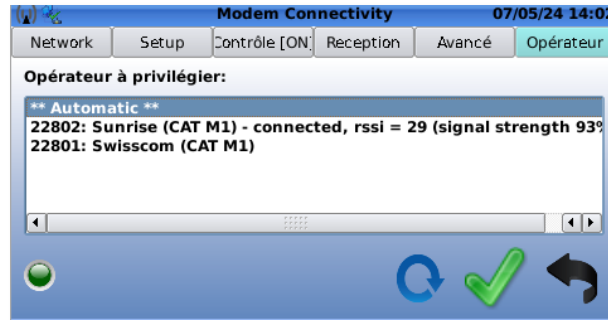 Modem Connectivity 07/05/24 14:02
Network Setup Contrôle [ON] Reception Avancé Opérateur
Opérateur à privilégier:
** Automatic **
22802: Sunrise (CAT M1) - connected, rssi = 29 (signal strength 93%
22801: Swisscom (CAT M1)